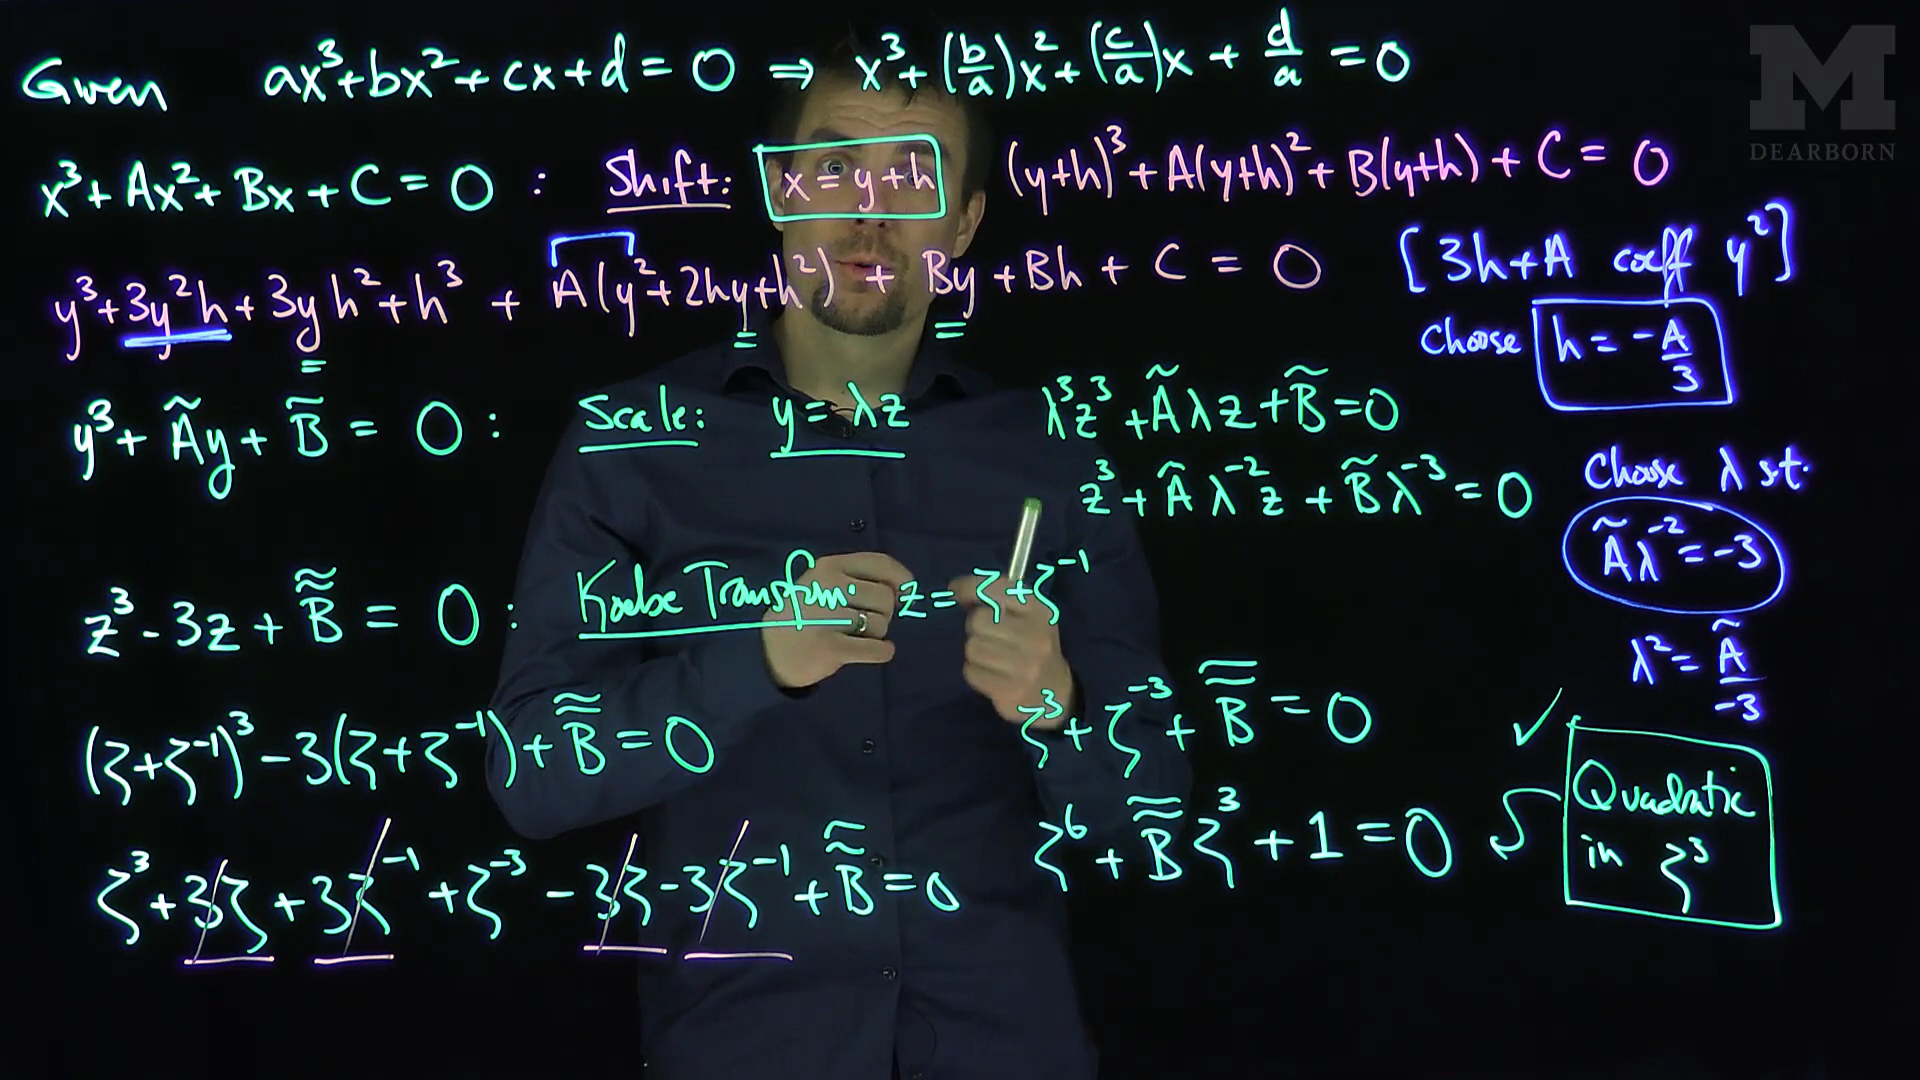 Given ax³+bx²+cx+d=0 ⇒ x³+(b/a)x²+(c/a)x+d/a=0
M
DEARBORN
x³+Ax²+Bx+C=0 : Shift: x=y+h (y+h)³+A(y+h)²+B(y+h)+C=0
y³+3y²h+3yh²+h³+A(y²+2hy+h²)+By+Bh+C=0 [3h+A coeff y²]
Choose h=-A/3
y³+Ãy+B̃=0: Scale: y=λz λ³z³+Ãλz+B̃=0
z³+Ãλ⁻²z+B̃λ⁻³=0
Choose λ s.t.
Ãλ⁻²=-3
λ²=Ã/-3
z³-3z+B̃̃=0: Koebe Transform: z=ζ+ζ⁻¹
(ζ+ζ⁻¹)³-3(ζ+ζ⁻¹)+B̃̃=0 ζ³+ζ⁻³+B̃̃=0
ζ³+3ζ+3ζ⁻¹+ζ⁻³-3ζ-3ζ⁻¹+B̃̃=0 ζ⁶+B̃̃ζ³+1=0
✓ Quadratic
in ζ³